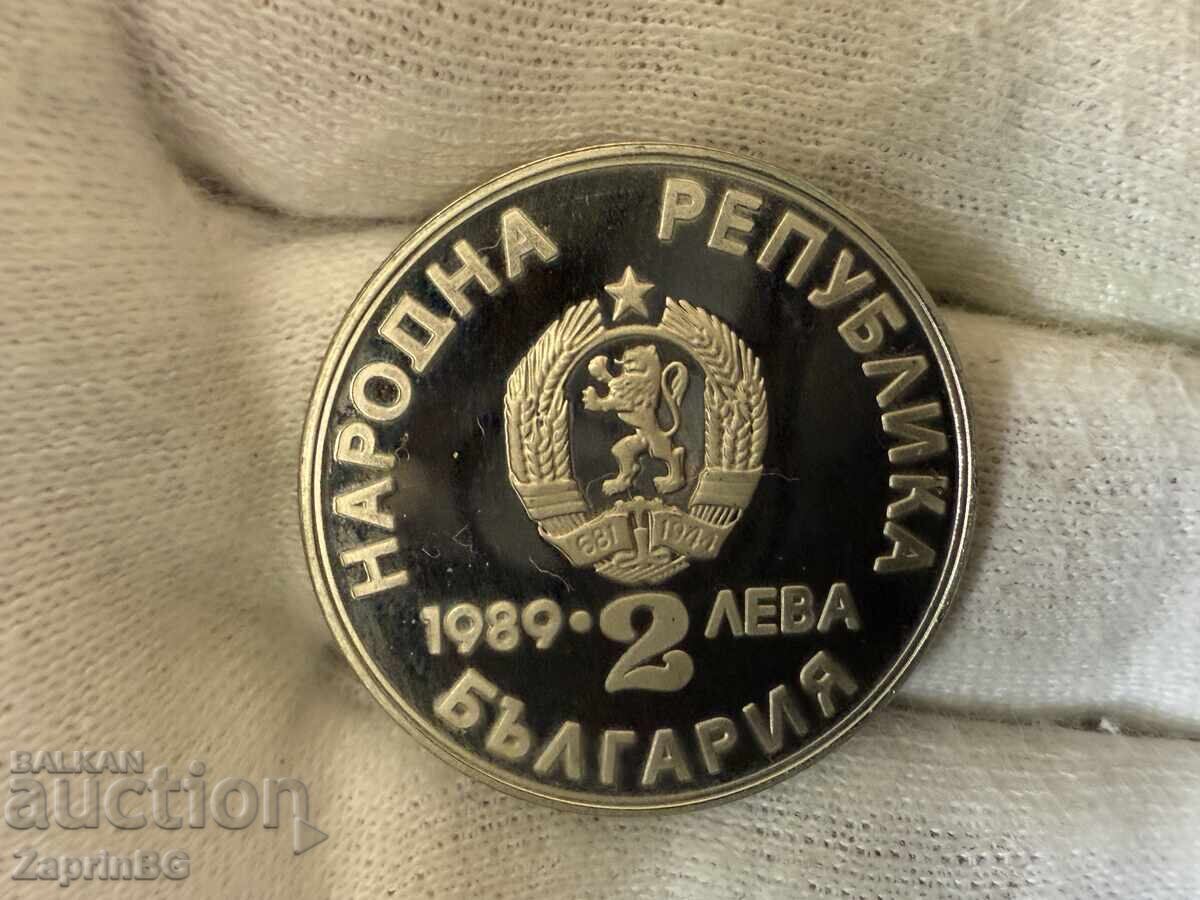 НАРОДНА РЕПУБЛИКА
681 1944
1989 · 2 ЛЕВА
БЪЛГАРИЯ
BALKAN
auction
ZaprinBG